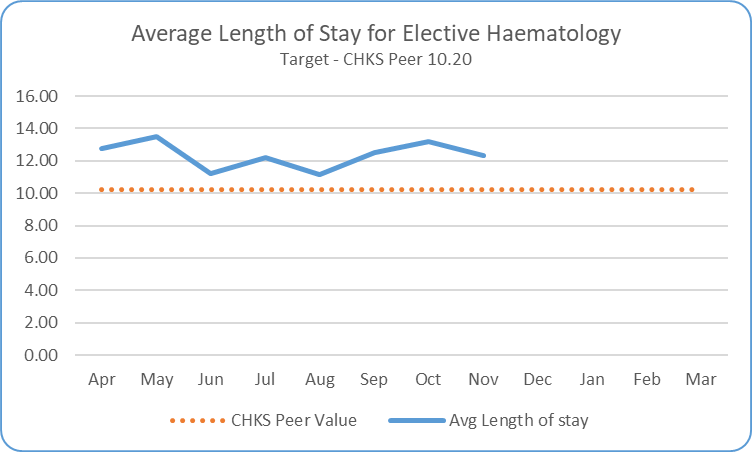 Average Length of Stay for Elective Haematology
Target - CHKS Peer 10.20
16.00
14.00
12.00
10.00
8.00
6.00
4.00
2.00
0.00
Apr May Jun Jul Aug Sep Oct Nov Dec Jan Feb Mar
CHKS Peer Value Avg Length of stay